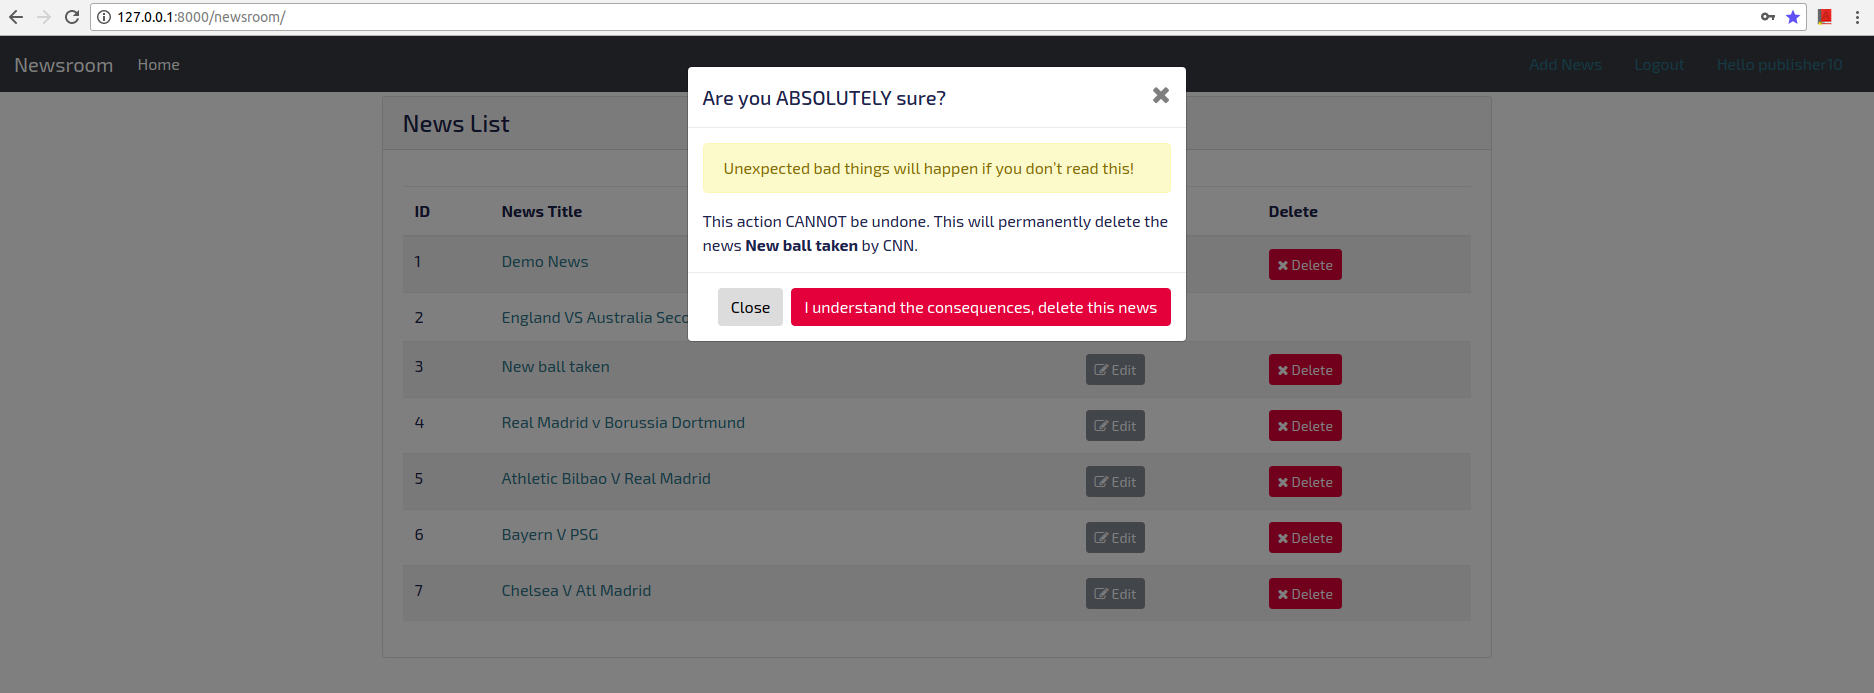 127.0.0.1:8000/newsroom/
Newsroom Home Add News Logout Hello publisher10
Are you ABSOLUTELY sure?
Unexpected bad things will happen if you don't read this!
This action CANNOT be undone. This will permanently delete the
news New ball taken by CNN.
Close I understand the consequences, delete this news
News List
ID News Title Delete
1 Demo News Delete
2 England VS Australia
3 New ball taken Edit Delete
4 Real Madrid v Borussia Dortmund Edit Delete
5 Athletic Bilbao V Real Madrid Edit Delete
6 Bayern V PSG Edit Delete
7 Chelsea V Atl Madrid Edit Delete